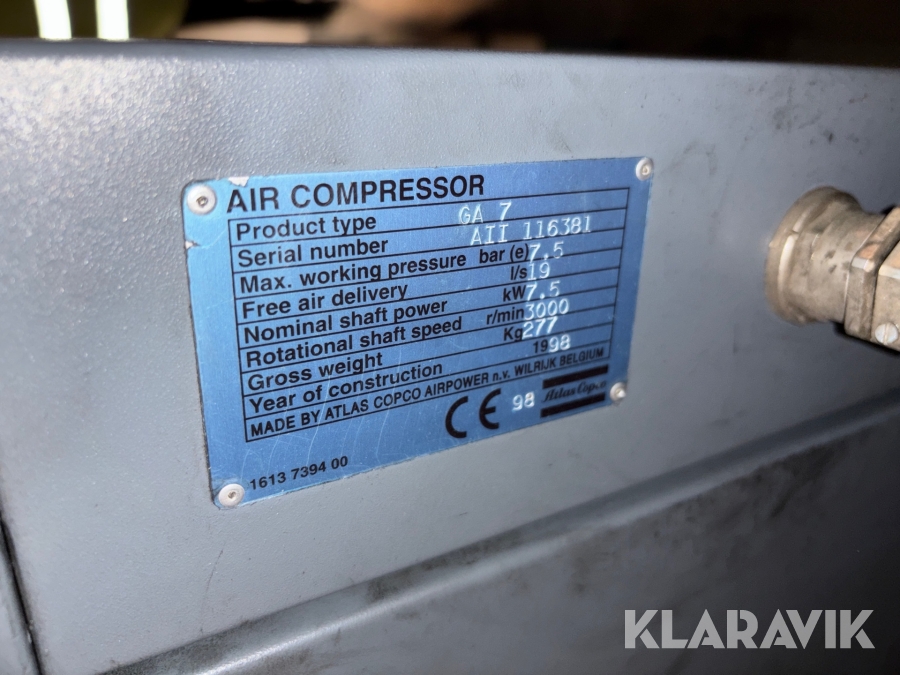 AIR COMPRESSOR
Product type GA 7
Serial number AII 116381
Max. working pressure bar (e) 7,5
Free air delivery l/s 19
Nominal shaft power kW 7.5
Rotational shaft speed r/min 3000
Gross weight Kg 277
Year of construction 1998
MADE BY ATLAS COPCO AIRPOWER n.v. WILRIJK BELGIUM
CE 98 Atlas Copco
1613 7394 00
KLARAVIK